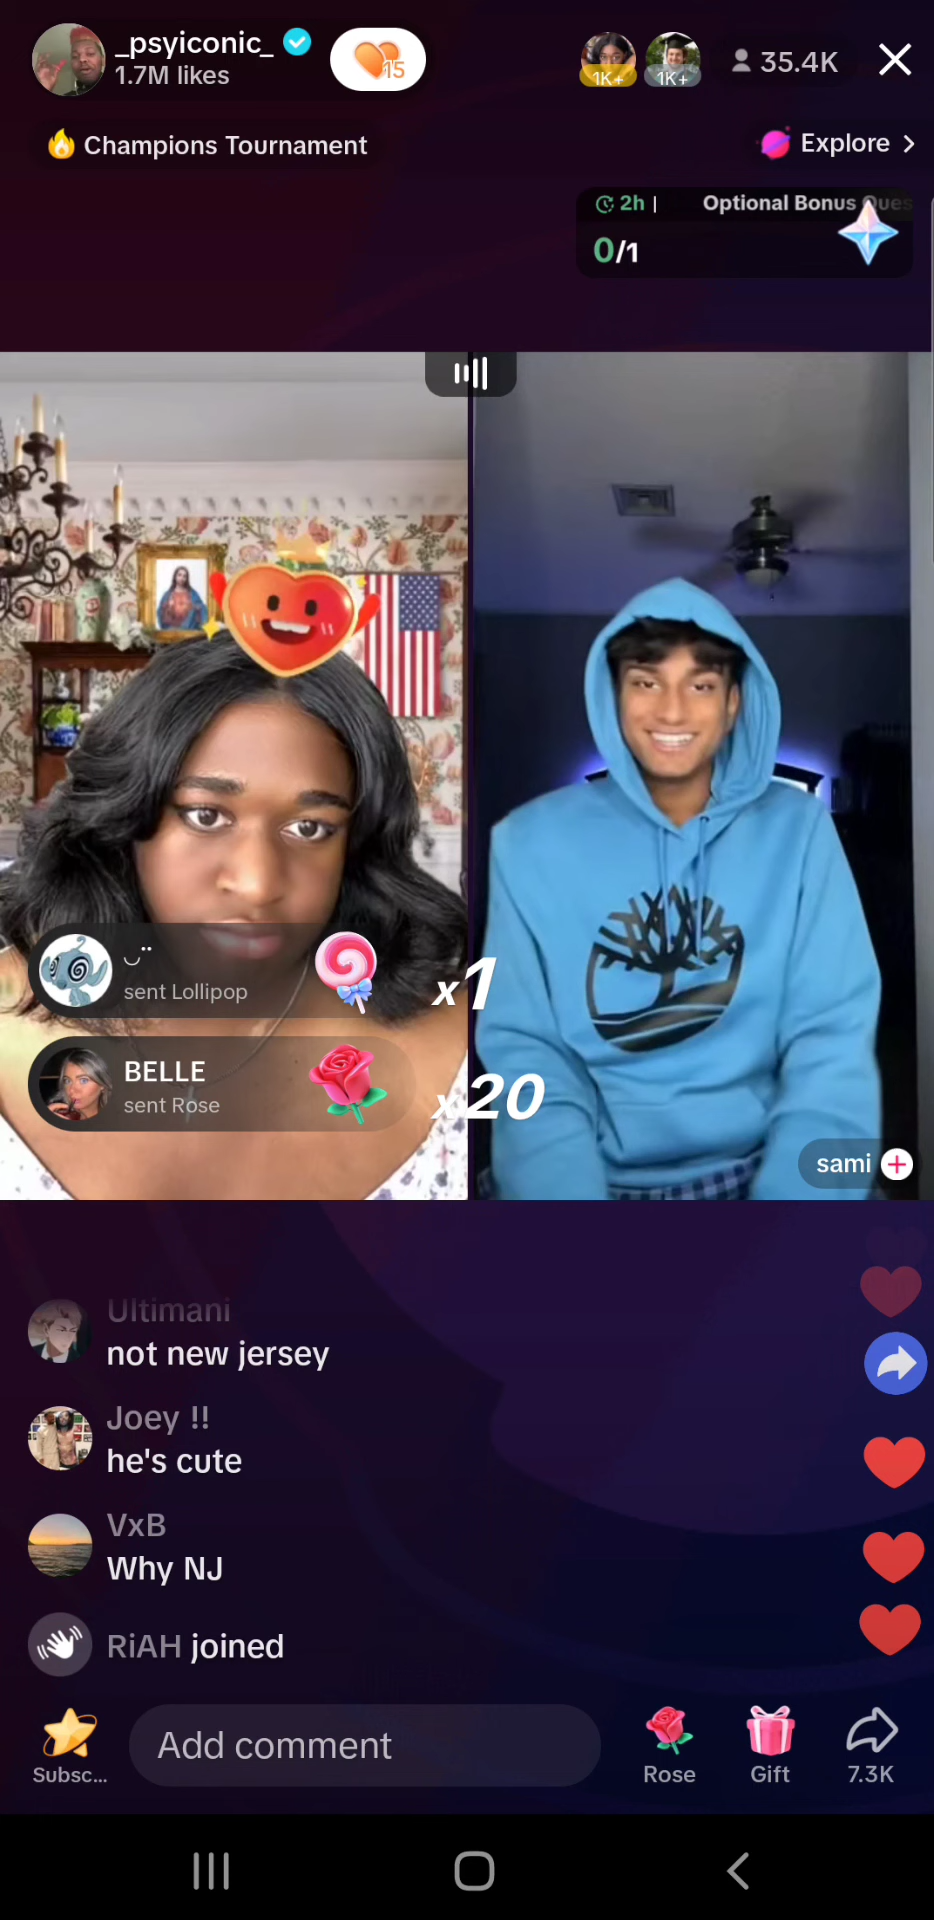 _psyiconic_
1.7M likes
15
1K+
1K+
35.4K
Champions Tournament
Explore >
2h |
Optional Bonus Ques
0/1
sent Lollipop
x1
BELLE
sent Rose
x20
sami +
Ultimani
not new jersey
Joey !!
he's cute
VxB
Why NJ
RiAH joined
Subsc...
Add comment
Rose
Gift
7.3K